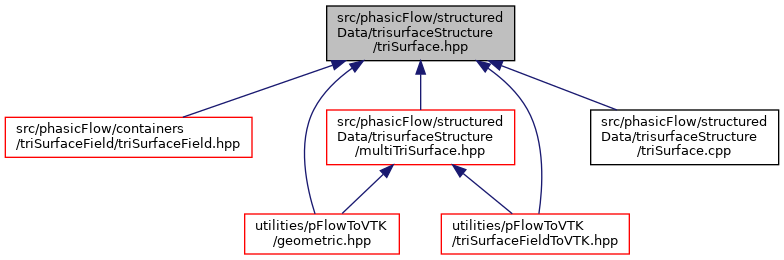 src/phasicFlow/structured
Data/trisurfaceStructure
/triSurface.hpp
src/phasicFlow/containers
/triSurfaceField/triSurfaceField.hpp
src/phasicFlow/structured
Data/trisurfaceStructure
/multiTriSurface.hpp
src/phasicFlow/structured
Data/trisurfaceStructure
/triSurface.cpp
utilities/pFlowToVTK
/geometric.hpp
utilities/pFlowToVTK
/triSurfaceFieldToVTK.hpp